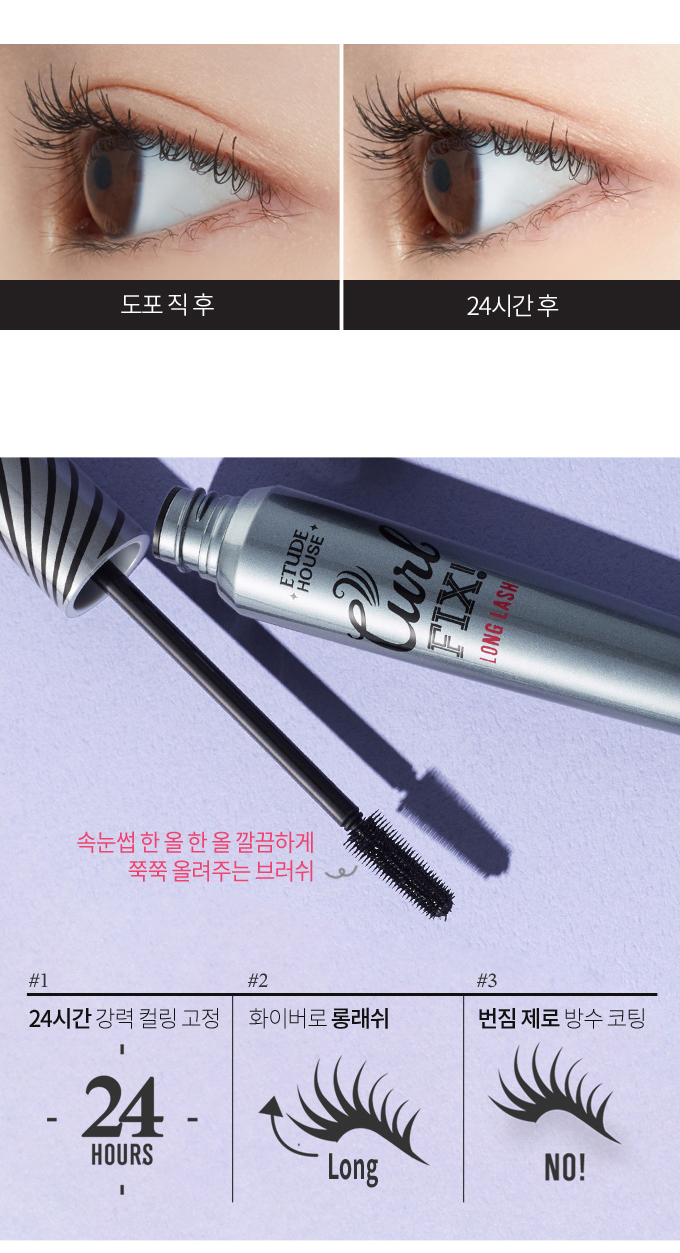 도포 직 후
24시간 후
ETUDE
HOUSE
Curl
FIX!
LONG LASH
속눈썹 한 올 한 올 깔끔하게
쭉쭉 올려주는 브러쉬
#1
#2
#3
24시간 강력 컬링 고정
화이버로 롱래쉬
번짐 제로 방수 코팅
24
HOURS
Long
NO!